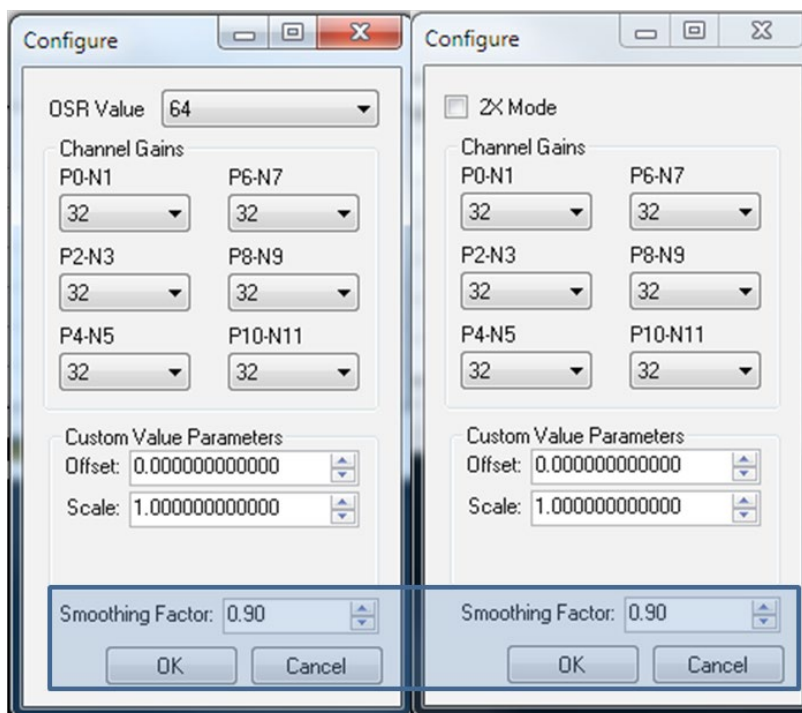 Configure
OSR Value 64
Channel Gains
P0-N1 P6-N7
32 32
P2-N3 P8-N9
32 32
P4-N5 P10-N11
32 32
Custom Value Parameters
Offset: 0.000000000000
Scale: 1.000000000000
Smoothing Factor: 0.90
OK Cancel
Configure
2X Mode
Channel Gains
P0-N1 P6-N7
32 32
P2-N3 P8-N9
32 32
P4-N5 P10-N11
32 32
Custom Value Parameters
Offset: 0.000000000000
Scale: 1.000000000000
Smoothing Factor: 0.90
OK Cancel